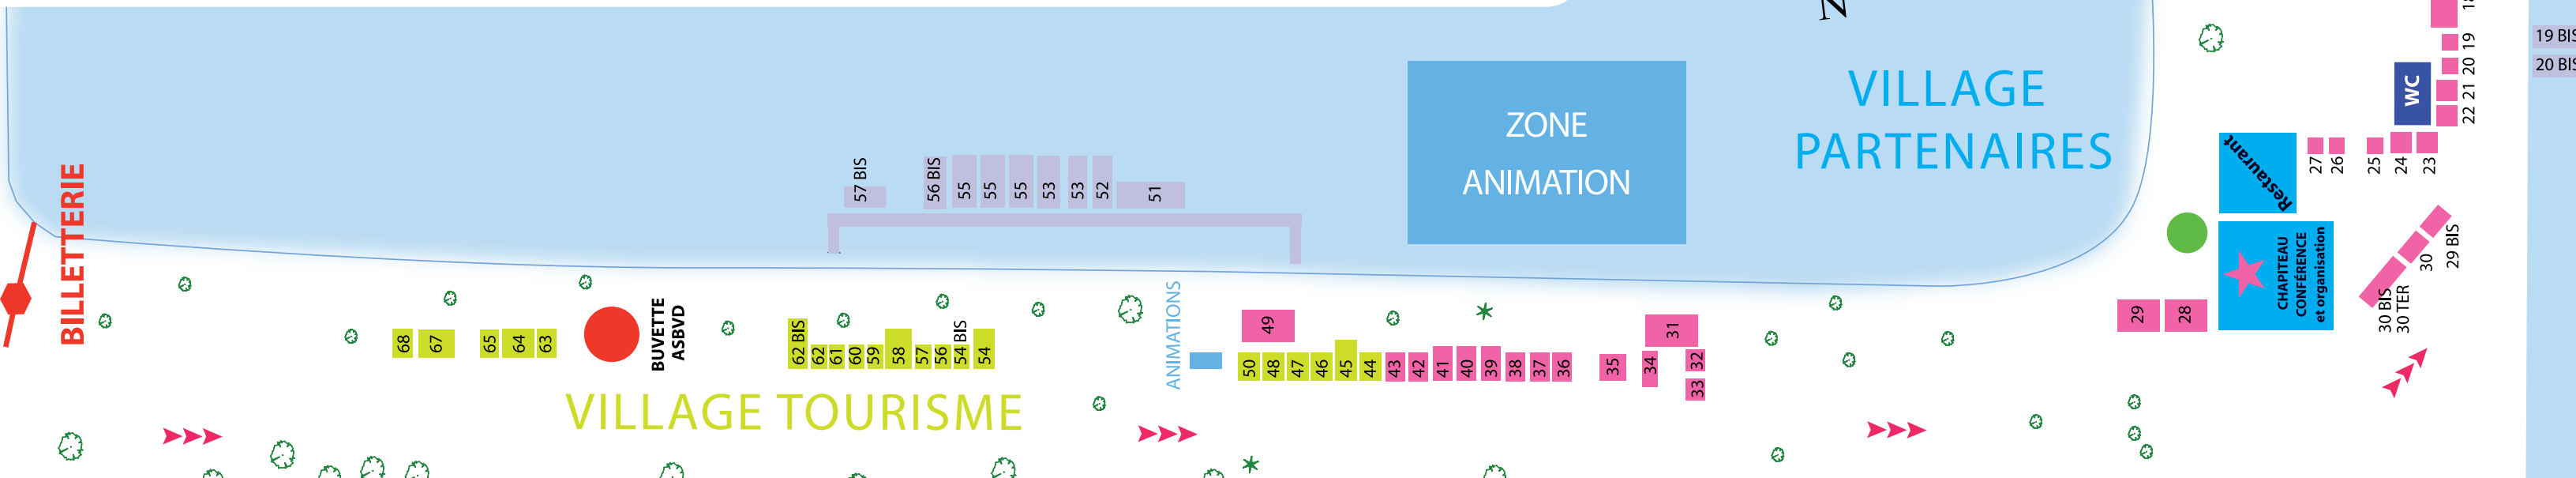 N
18
19
20
21
22
19 BIS
20 BIS
WC
VILLAGE
PARTENAIRES
ZONE
ANIMATION
Restaurant
27
26
25
24
23
BILLETTERIE
57 BIS
56 BIS
55
55
55
53
53
52
51
CHAPITEAU
CONFÉRENCE
et organisation
29 BIS
30
30 BIS
30 TER
29
28
68
67
65
64
63
BUVETTE
ASBVD
62 BIS
62
61
60
59
58
57
56
54 BIS
54
ANIMATIONS
49
50
48
47
46
45
44
43
42
41
40
39
38
37
36
35
34
31
32
33
VILLAGE TOURISME